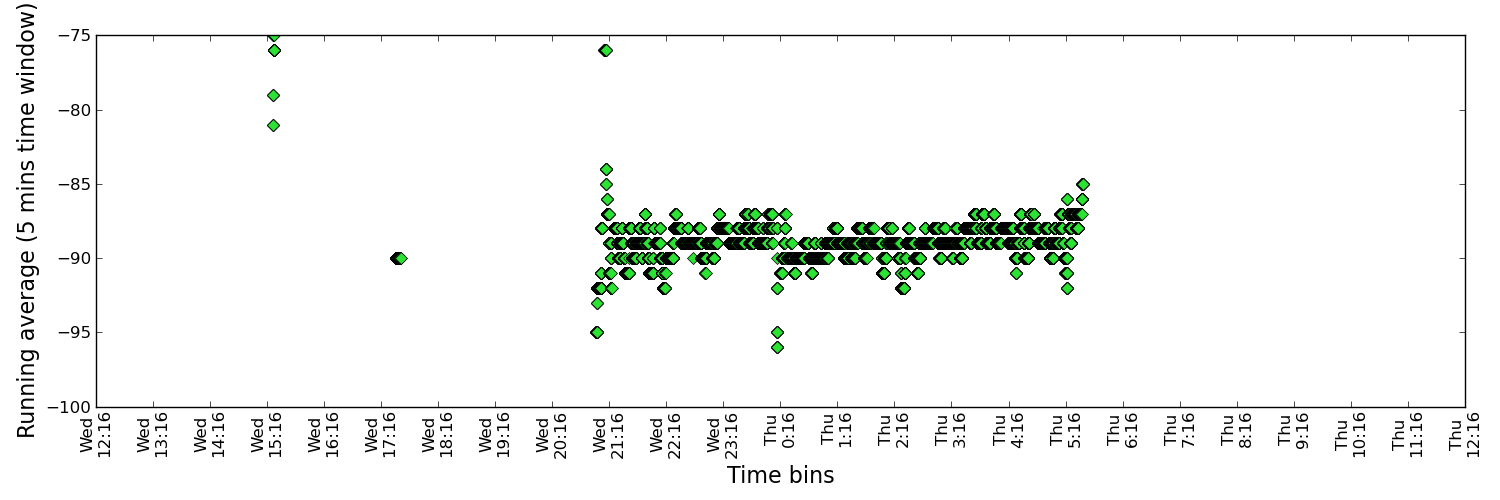 Running average (5 mins time window)
−75
−80
−85
−90
−95
−100
Wed
12:16
Wed
13:16
Wed
14:16
Wed
15:16
Wed
16:16
Wed
17:16
Wed
18:16
Wed
19:16
Wed
20:16
Wed
21:16
Wed
22:16
Wed
23:16
Thu
0:16
Thu
1:16
Thu
2:16
Thu
3:16
Thu
4:16
Thu
5:16
Thu
6:16
Thu
7:16
Thu
8:16
Thu
9:16
Thu
10:16
Thu
11:16
Thu
12:16
Time bins